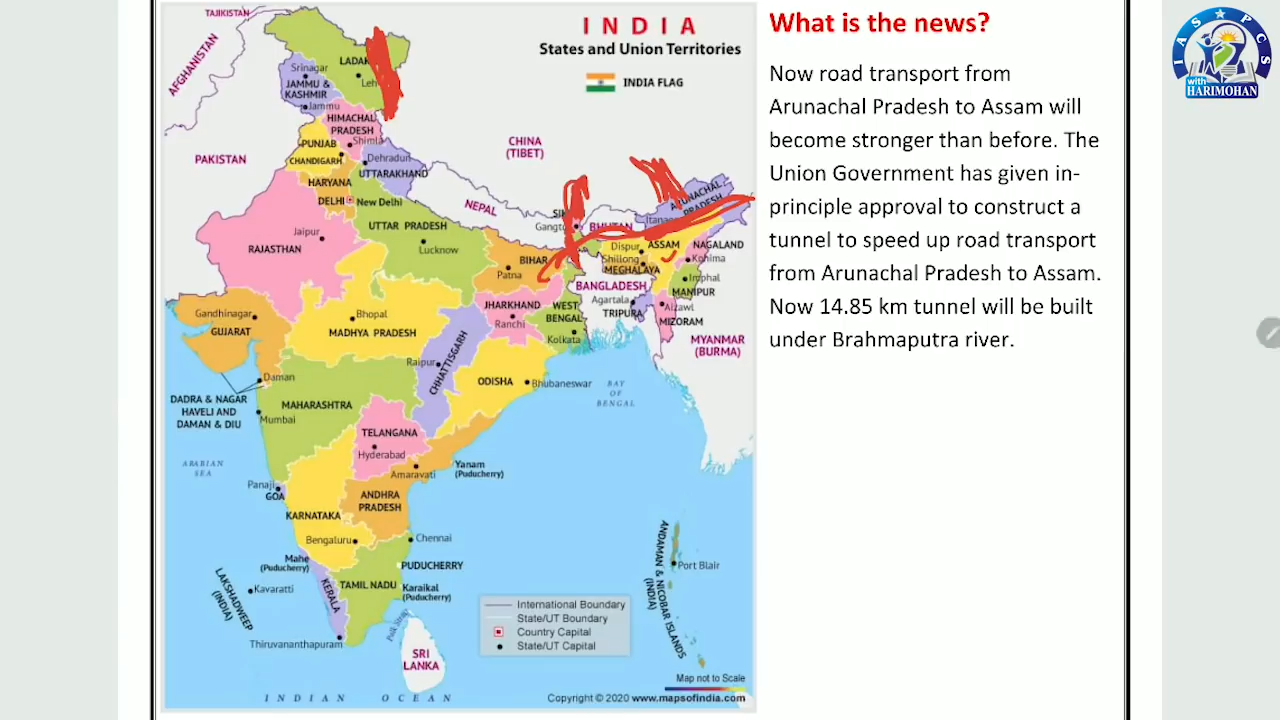 INDIA
States and Union Territories
INDIA FLAG
What is the news?
Now road transport from
Arunachal Pradesh to Assam will
become stronger than before. The
Union Government has given in-
principle approval to construct a
tunnel to speed up road transport
from Arunachal Pradesh to Assam.
Now 14.85 km tunnel will be built
under Brahmaputra river.
IAS ★ PCS
with
HARIMOHAN
TAJIKISTAN
AFGHANISTAN
PAKISTAN
CHINA
(TIBET)
NEPAL
BHUTAN
BANGLADESH
MYANMAR
(BURMA)
SRI
LANKA
Srinagar
Leh
JAMMU &
KASHMIR
Jammu
HIMACHAL
PRADESH
Shimla
PUNJAB
CHANDIGARH
Dehradun
UTTARAKHAND
HARYANA
DELHI
New Delhi
UTTAR PRADESH
Lucknow
Jaipur
RAJASTHAN
BIHAR
Patna
ARUNACHAL
PRADESH
Dispur
ASSAM
NAGALAND
Kohima
Shillong
MEGHALAYA
Imphal
MANIPUR
Agartala
TRIPURA
Aizawl
MIZORAM
JHARKHAND
Ranchi
WEST
BENGAL
Kolkata
Gandhinagar
GUJARAT
Bhopal
MADHYA PRADESH
Raipur
CHHATTISGARH
ODISHA
Bhubaneswar
BAY
OF
BENGAL
Daman
DADRA & NAGAR
HAVELI AND
DAMAN & DIU
MAHARASHTRA
Mumbai
TELANGANA
Hyderabad
Amaravati
Yanam
(Puducherry)
ARABIAN
SEA
Panaji
GOA
ANDHRA
PRADESH
KARNATAKA
Bengaluru
Chennai
Mahe
(Puducherry)
PUDUCHERRY
TAMIL NADU
Karaikal
(Puducherry)
KERALA
LAKSHADWEEP
(INDIA)
Kavaratti
Thiruvananthapuram
ANDAMAN & NICOBAR ISLANDS
(INDIA)
Port Blair
International Boundary
State/UT Boundary
Country Capital
State/UT Capital
Map not to Scale
INDIAN OCEAN
Copyright © 2020 www.mapsofindia.com